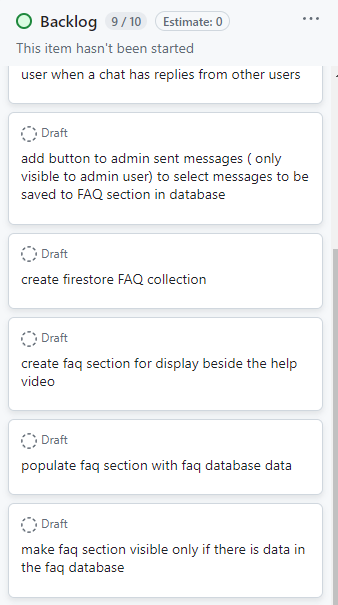 Backlog 9 / 10 Estimate: 0 ...
This item hasn't been started
user when a chat has replies from other users
Draft
add button to admin sent messages ( only
visible to admin user) to select messages to be
saved to FAQ section in database
Draft
create firestore FAQ collection
Draft
create faq section for display beside the help
video
Draft
populate faq section with faq database data
Draft
make faq section visible only if there is data in
the faq database